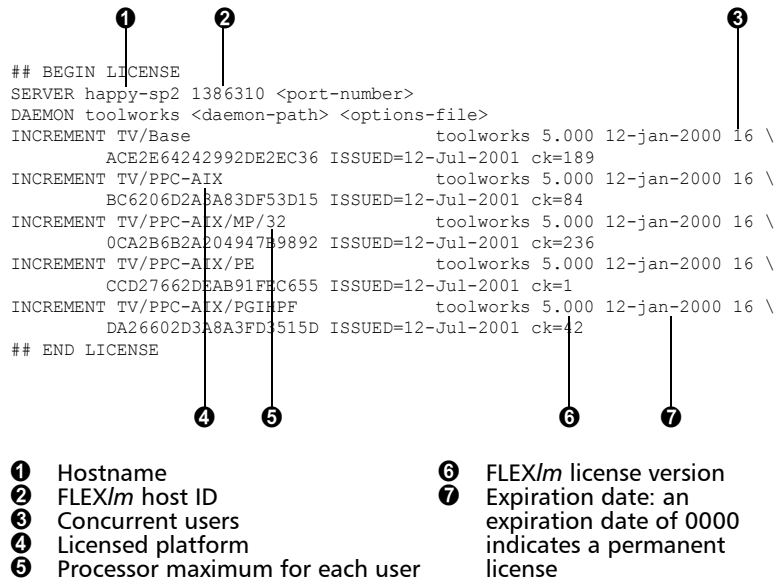 ❶ ❷ ❸
## BEGIN LICENSE
SERVER happy-sp2 1386310 <port-number>
DAEMON toolworks <daemon-path> <options-file>
INCREMENT TV/Base toolworks 5.000 12-jan-2000 16 \
ACE2E64242992DE2EC36 ISSUED=12-Jul-2001 ck=189
INCREMENT TV/PPC-AIX toolworks 5.000 12-jan-2000 16 \
BC6206D2A3A83DF53D15 ISSUED=12-Jul-2001 ck=84
INCREMENT TV/PPC-AIX/MP/32 toolworks 5.000 12-jan-2000 16 \
0CA2B6B2A204947B9892 ISSUED=12-Jul-2001 ck=236
INCREMENT TV/PPC-AIX/PE toolworks 5.000 12-jan-2000 16 \
CCD27662DEAB91FEC655 ISSUED=12-Jul-2001 ck=1
INCREMENT TV/PPC-AIX/PGIHPF toolworks 5.000 12-jan-2000 16 \
DA26602D3A8A3FD3515D ISSUED=12-Jul-2001 ck=42
## END LICENSE
❹ ❺ ❻ ❼
❶ Hostname
❷ FLEXlm host ID
❸ Concurrent users
❹ Licensed platform
❺ Processor maximum for each user
❻ FLEXlm license version
❼ Expiration date: an
expiration date of 0000
indicates a permanent
license